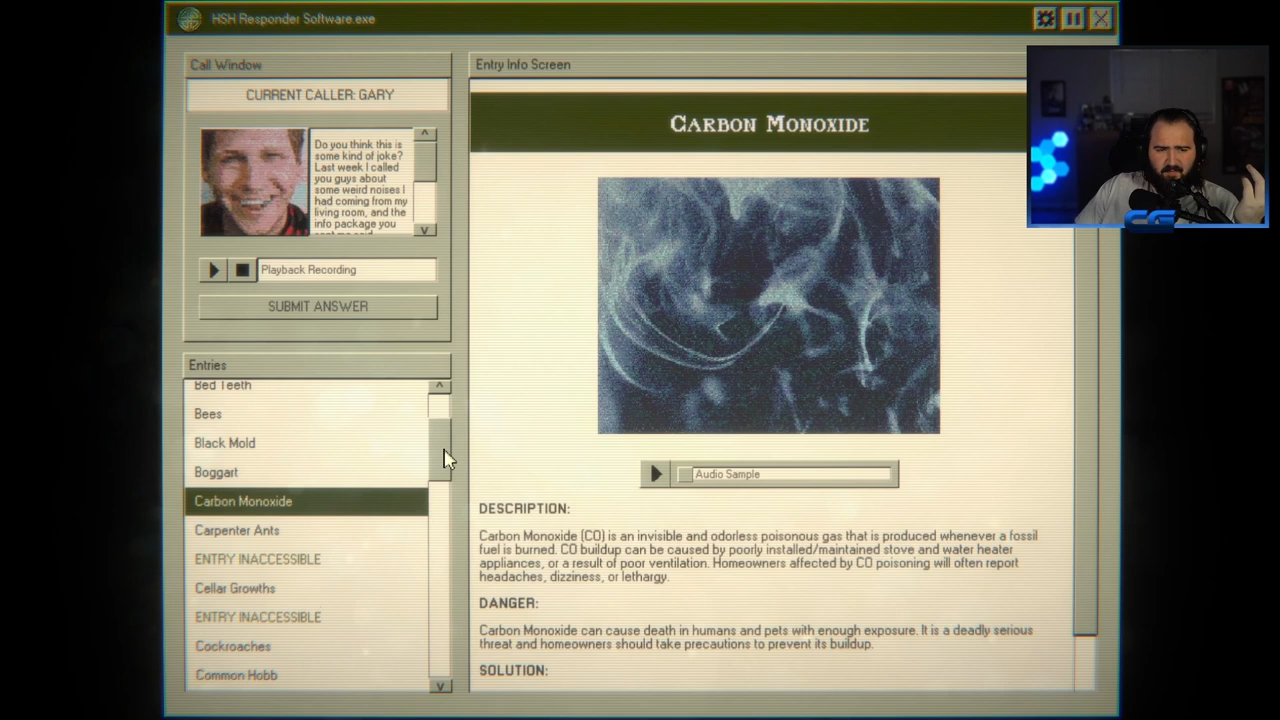 HSH Responder Software.exe
Call Window
CURRENT CALLER: GARY
Do you think this is
some kind of joke?
Last week I called
you guys about
some weird noises I
had coming from my
living room, and the
info package you
Playback Recording
SUBMIT ANSWER
Entries
Bed Teeth
Bees
Black Mold
Boggart
Carbon Monoxide
Carpenter Ants
ENTRY INACCESSIBLE
Cellar Growths
ENTRY INACCESSIBLE
Cockroaches
Common Hobb
Entry Info Screen
Carbon Monoxide
Audio Sample
DESCRIPTION:
Carbon Monoxide (CO) is an invisible and odorless poisonous gas that is produced whenever a fossil
fuel is burned. CO buildup can be caused by poorly installed/maintained stove and water heater
appliances, or a result of poor ventilation. Homeowners affected by CO poisoning will often report
headaches, dizziness, or lethargy.
DANGER:
Carbon Monoxide can cause death in humans and pets with enough exposure. It is a deadly serious
threat and homeowners should take precautions to prevent its buildup.
SOLUTION:
CG